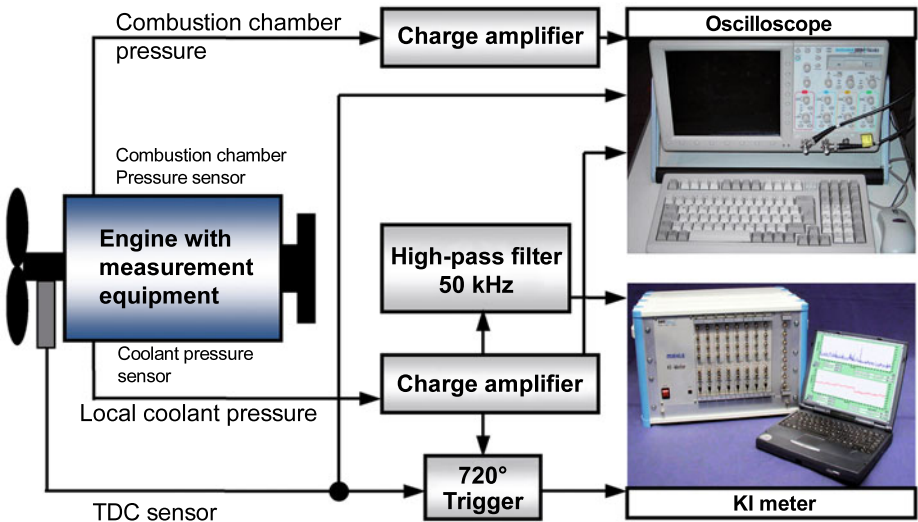 Combustion chamber
pressure
Charge amplifier
Oscilloscope
Combustion chamber
Pressure sensor
Engine with
measurement
equipment
High-pass filter
50 kHz
Coolant pressure
sensor
Charge amplifier
Local coolant pressure
720°
Trigger
TDC sensor
KI meter